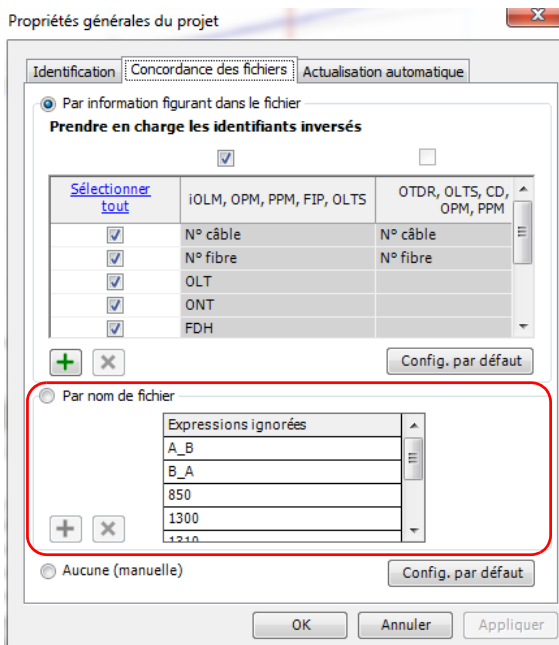 Propriétés générales du projet
Identification Concordance des fichiers Actualisation automatique
Par information figurant dans le fichier
Prendre en charge les identifiants inversés
Sélectionner tout iOLM, OPM, PPM, FIP, OLTS OTDR, OLTS, CD, OPM, PPM
N° câble N° câble
N° fibre N° fibre
OLT
ONT
FDH
Config. par défaut
Par nom de fichier
Expressions ignorées
A_B
B_A
850
1300
1310
Aucune (manuelle) Config. par défaut
OK Annuler Appliquer